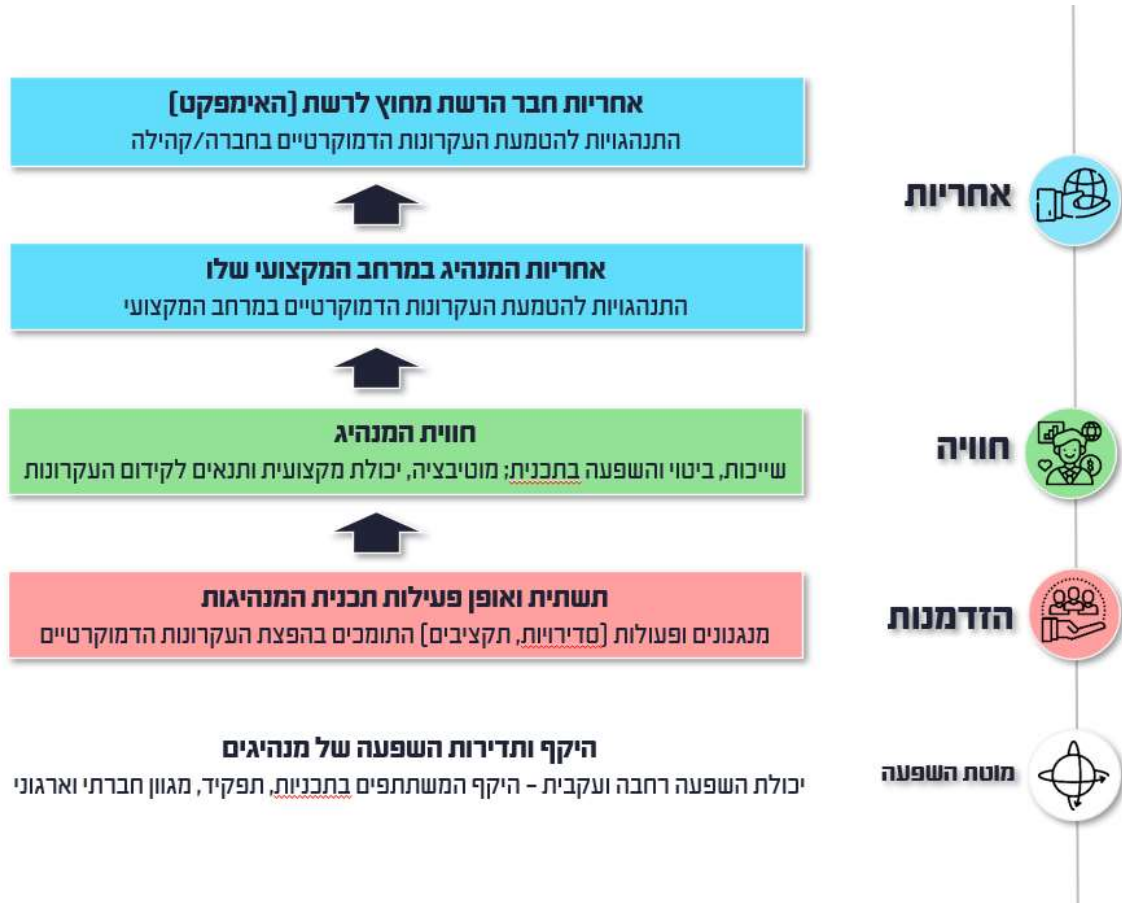 אחריות
אחריות חבר הרשת מחוץ לרשת (האימפקט)
התנהגויות להטמעת העקרונות הדמוקרטיים בחברה/קהילה
אחריות המנהיג במרחב המקצועי שלו
התנהגויות להטמעת העקרונות הדמוקרטיים במרחב המקצועי
חוויה
חווית המנהיג
שייכות, ביטוי והשפעה בתכנית; מוטיבציה, יכולת מקצועית ותנאים לקידום העקרונות
הזדמנות
תשתית ואופן פעילות תכנית המנהיגות
מנגנונים ופעולות (סדירויות, תקציבים) התומכים בהפצת העקרונות הדמוקרטיים
מוטת השפעה
היקף ותדירות השפעה של מנהיגים
יכולת השפעה רחבה ועקבית - היקף המשתתפים בתכניות, תפקיד, מגוון חברתי וארגוני